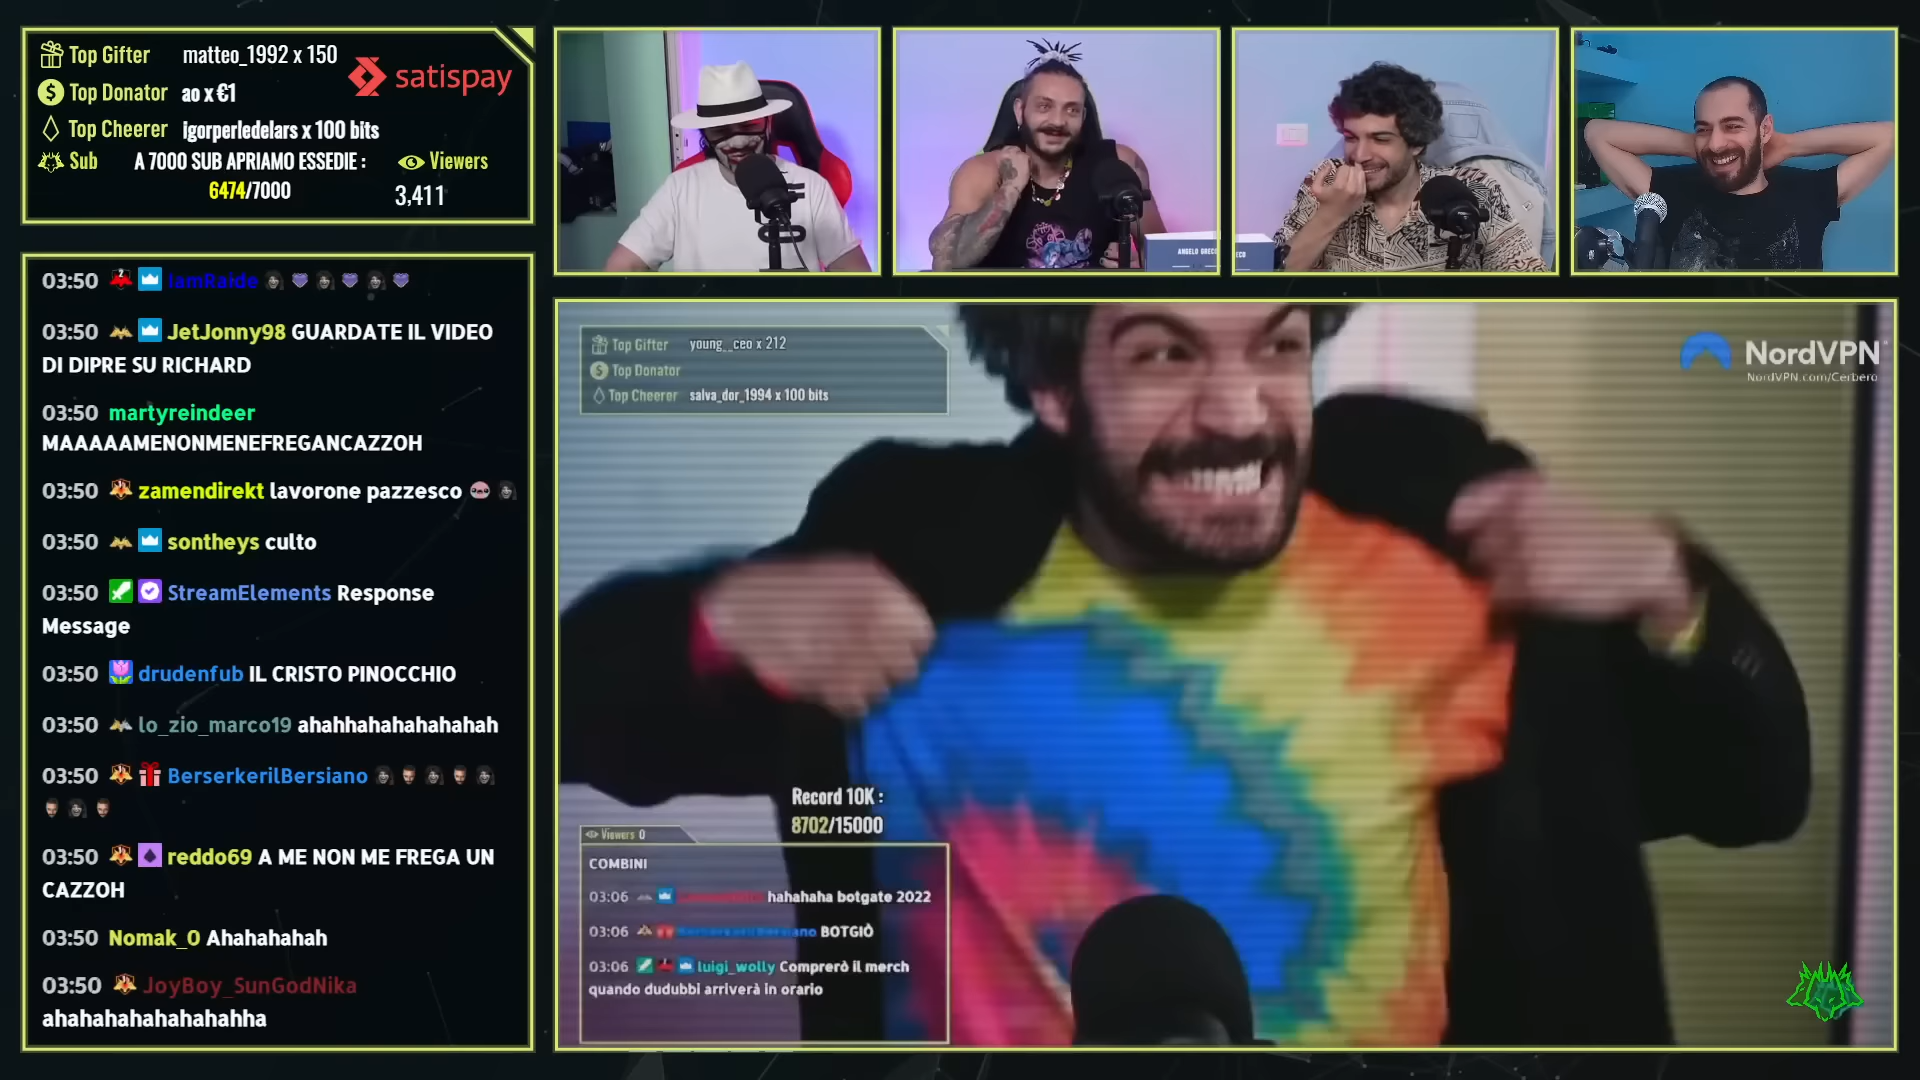 Top Gifter matteo_1992 x 150
satispay
Top Donator ao x €1
Top Cheerer igorperledelars x 100 bits
Sub A 7000 SUB APRIAMO ESSEDIE : Viewers
6474/7000 3,411
03:50 IamRaide
03:50 JetJonny98 GUARDATE IL VIDEO
DI DIPRE SU RICHARD
03:50 martyreindeer
MAAAAAMENONMENEFREGANCAZZOH
03:50 zamendirekt lavorone pazzesco
03:50 sontheys culto
03:50 StreamElements Response
Message
03:50 drudenfub IL CRISTO PINOCCHIO
03:50 lo_zio_marco19 ahahhahahahahahah
03:50 BerserkerilBersiano
03:50 reddo69 A ME NON ME FREGA UN
CAZZOH
03:50 Nomak_O Ahahahahah
03:50 JoyBoy_SunGodNika
ahahahahahahahahha
ANGELO GRECO
Top Gifter young__ceo x 212
Top Donator
Top Cheerer salva_dor_1994 x 100 bits
NordVPN
NordVPN.com/Cerbero
Record 10K :
8702/15000
Viewers 0
COMBINI
03:06 hahahaha botgate 2022
03:06 BerserkerilBersiano BOTGIÒ
03:06 luigi_wolly Comprerò il merch
quando dudubbi arriverà in orario